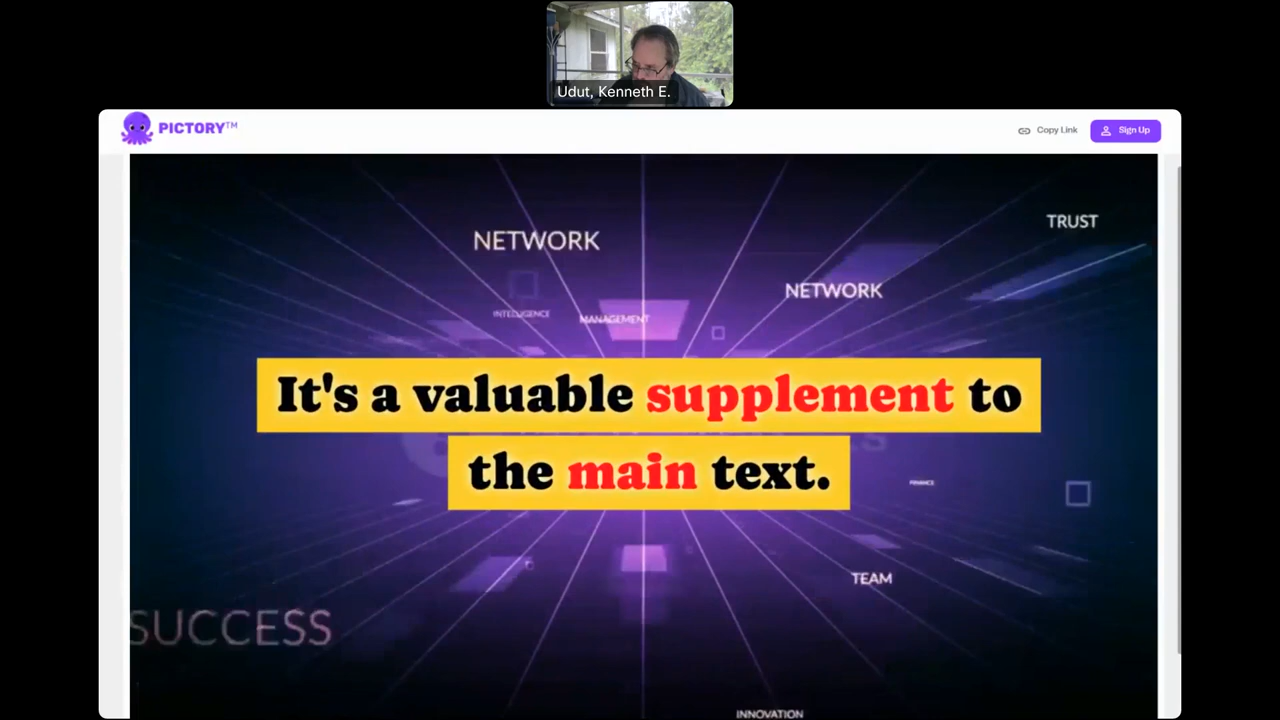 Udut, Kenneth E.
PICTORY™
Copy Link
Sign Up
TRUST
NETWORK
NETWORK
INTELLIGENCE
MANAGEMENT
It's a valuable supplement to
the main text.
FINANCE
TEAM
SUCCESS
INNOVATION